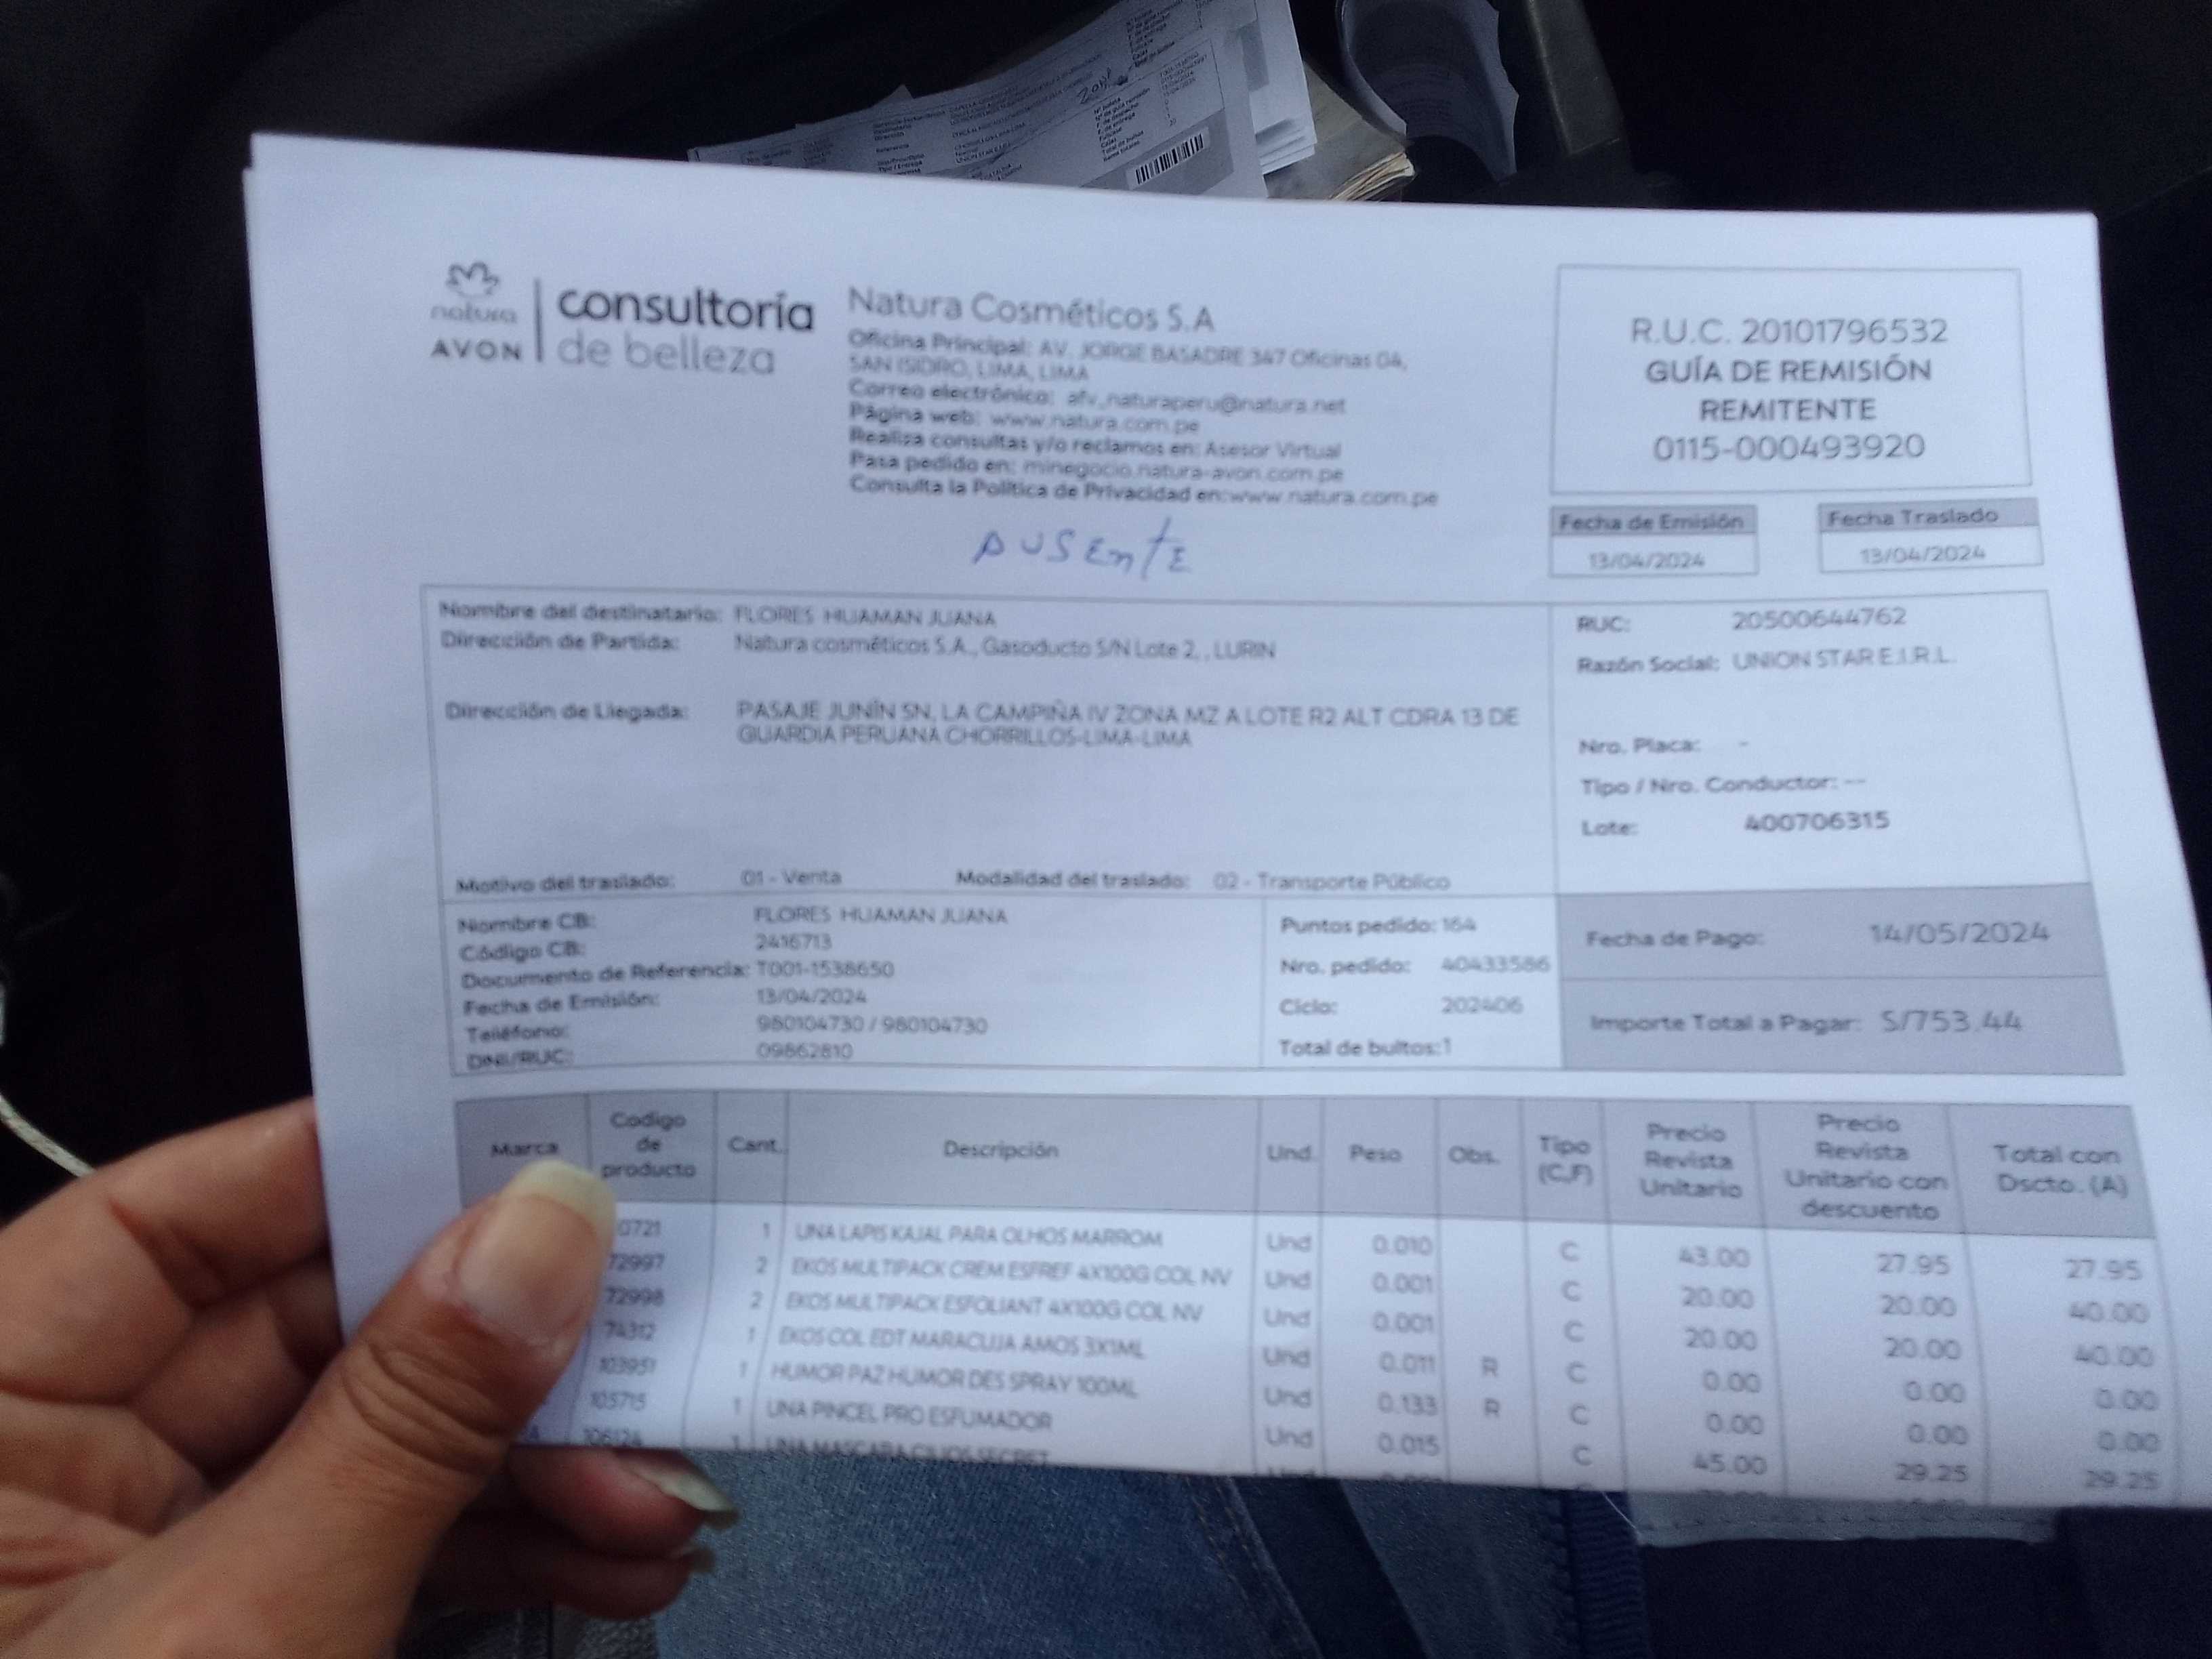 natura
AVON
consultoría
de belleza
Natura Cosméticos S.A
Oficina Principal: AV. JORGE BASADRE 347 Oficinas 04,
SAN ISIDRO, LIMA, LIMA
Correo electrónico: afv_naturaperu@natura.net
Página web: www.natura.com.pe
Realiza consultas y/o reclamos en: Asesor Virtual
Pasa pedido en: minegocio.natura-avon.com.pe
Consulta la Política de Privacidad en:www.natura.com.pe
R.U.C. 20101796532
GUÍA DE REMISIÓN
REMITENTE
0115-000493920
AUSENTE
Fecha de Emisión
13/04/2024
Fecha Traslado
13/04/2024
Nombre del destinatario: FLORES HUAMAN JUANA
Dirección de Partida: Natura cosméticos S.A., Gasoducto S/N Lote 2, , LURIN
Dirección de Llegada: PASAJE JUNÍN SN, LA CAMPIÑA IV ZONA MZ A LOTE R2 ALT CDRA 13 DE
GUARDIA PERUANA CHORRILLOS-LIMA-LIMA
Motivo del traslado: 01 - Venta Modalidad del traslado: 02 - Transporte Público
RUC: 20500644762
Razón Social: UNION STAR E.I.R.L.
Nro. Placa: -
Tipo / Nro. Conductor: --
Lote: 400706315
Nombre CB: FLORES HUAMAN JUANA
Código CB: 2416713
Documento de Referencia: T001-1538650
Fecha de Emisión: 13/04/2024
Teléfono: 980104730 / 980104730
DNI/RUC: 09862810
Puntos pedido: 164
Nro. pedido: 40433586
Ciclo: 202406
Total de bultos:1
Fecha de Pago: 14/05/2024
Importe Total a Pagar: S/753.44
Marca Codigo de producto Cant. Descripción Und. Peso Obs. Tipo (C,F) Precio Revista Unitario Precio Revista Unitario con descuento Total con Dscto. (A)
0721 1 UNA LAPIS KAJAL PARA OLHOS MARROM Und 0.010 C 43.00 27.95 27.95
72997 2 EKOS MULTIPACK CREM ESFREF 4X100G COL NV Und 0.001 C 20.00 20.00 40.00
72998 2 EKOS MULTIPACK ESFOLIANT 4X100G COL NV Und 0.001 C 20.00 20.00 40.00
74312 1 EKOS COL EDT MARACUJA AMOS 3X1ML Und 0.011 R C 0.00 0.00 0.00
103951 1 HUMOR PAZ HUMOR DES SPRAY 100ML Und 0.133 R C 0.00 0.00 0.00
105715 1 UNA PINCEL PRO ESFUMADOR Und 0.015 C 45.00 29.25 29.25
106124 1 UNA MASCARA CILIOS SECRET